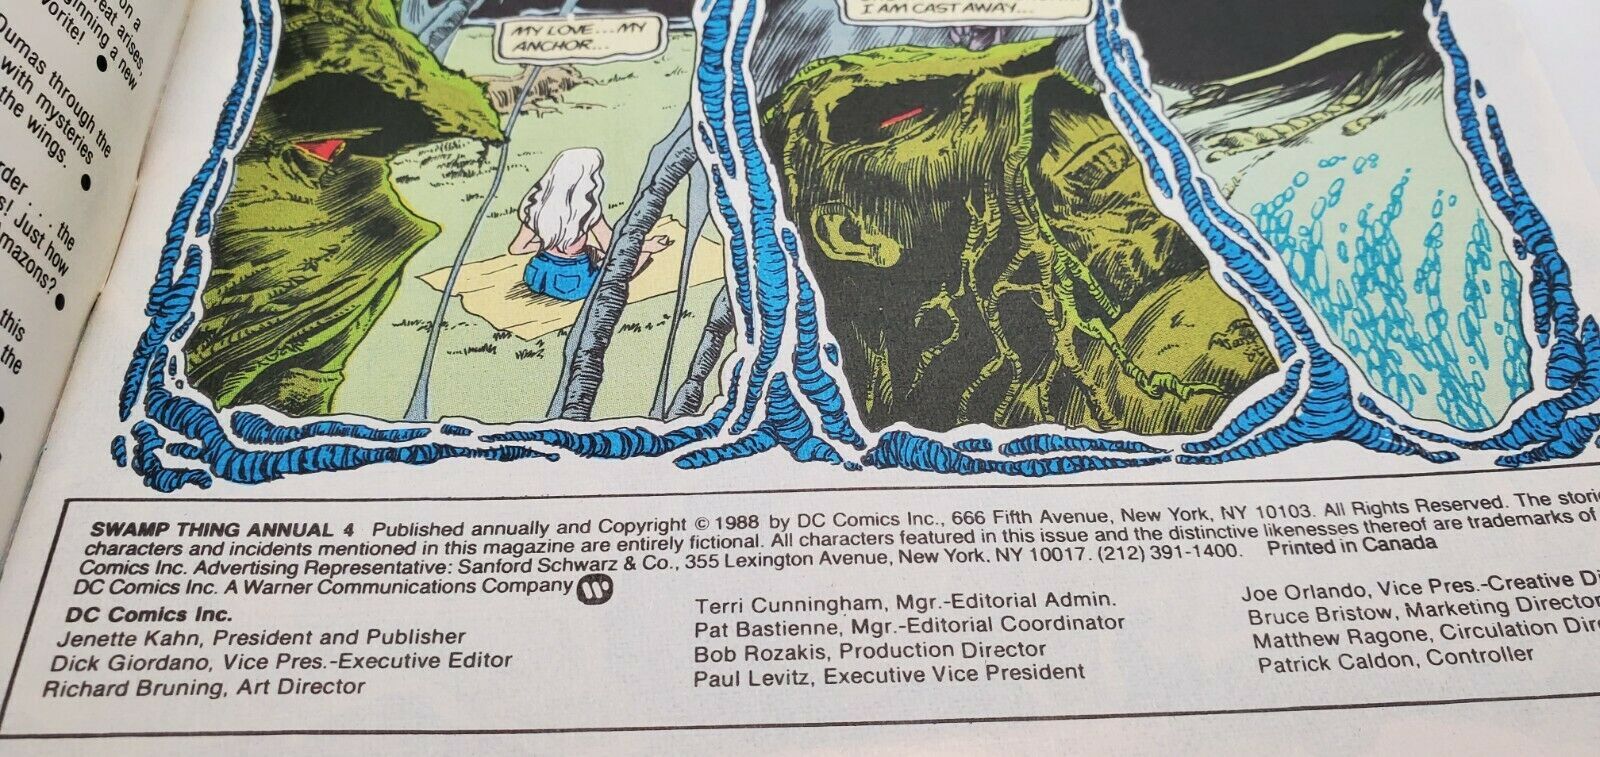 on a
eat arises,
ginning a new
vorite!
Dumas through the
with mysteries
the wings.
rder . . . the
s! Just how
mazons?
this
the
MY LOVE... MY
ANCHOR...
I AM CAST AWAY...
SWAMP THING ANNUAL 4 Published annually and Copyright © 1988 by DC Comics Inc., 666 Fifth Avenue, New York, NY 10103. All Rights Reserved. The storie
characters and incidents mentioned in this magazine are entirely fictional. All characters featured in this issue and the distinctive likenesses thereof are trademarks of
Comics Inc. Advertising Representative: Sanford Schwarz & Co., 355 Lexington Avenue, New York, NY 10017. (212) 391-1400. Printed in Canada
DC Comics Inc. A Warner Communications Company
DC Comics Inc.
Jenette Kahn, President and Publisher
Dick Giordano, Vice Pres.-Executive Editor
Richard Bruning, Art Director
Terri Cunningham, Mgr.-Editorial Admin.
Pat Bastienne, Mgr.-Editorial Coordinator
Bob Rozakis, Production Director
Paul Levitz, Executive Vice President
Joe Orlando, Vice Pres.-Creative Di
Bruce Bristow, Marketing Director
Matthew Ragone, Circulation Dire
Patrick Caldon, Controller